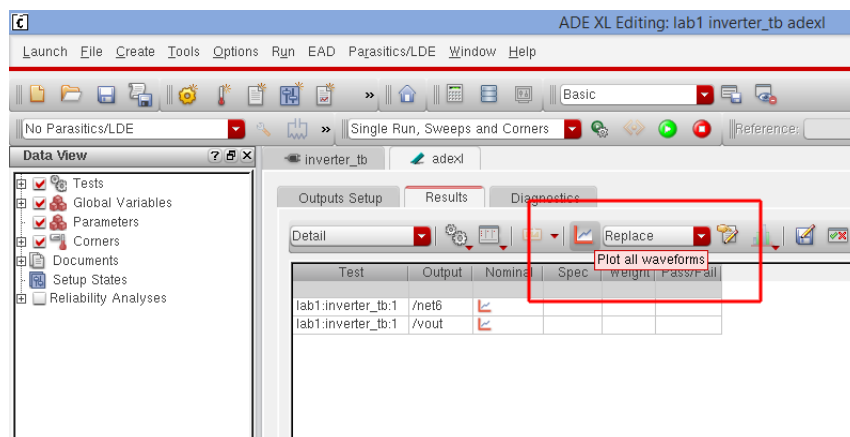 ADE XL Editing: lab1 inverter_tb adexl
Launch File Create Tools Options Run EAD Parasitics/LDE Window Help
» Basic
No Parasitics/LDE » Single Run, Sweeps and Corners Reference:
Data View ? inverter_tb adexl
Tests
Global Variables
Parameters
Corners
Documents
Setup States
Reliability Analyses
Outputs Setup Results Diagnostics
Detail Replace
Plot all waveforms
Test Output Nominal Spec Weight Pass/Fail
lab1:inverter_tb:1 /net6
lab1:inverter_tb:1 /vout